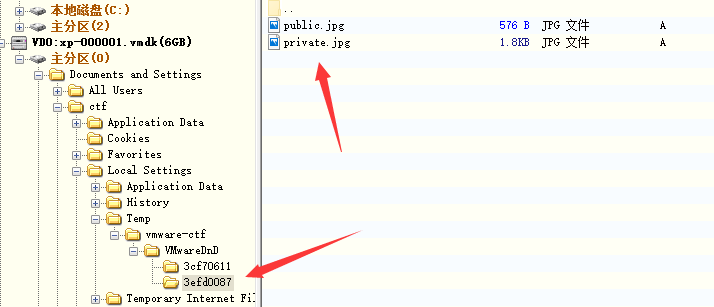 本地磁盘(C:)
主分区(2)
VD0:xp-000001.vmdk(6GB)
主分区(0)
Documents and Settings
All Users
ctf
Application Data
Cookies
Favorites
Local Settings
Application Data
History
Temp
vmware-ctf
VMwareDnD
3cf70611
3efd0087
Temporary Internet Fil
..
public.jpg 576 B JPG 文件 A
private.jpg 1.8KB JPG 文件 A